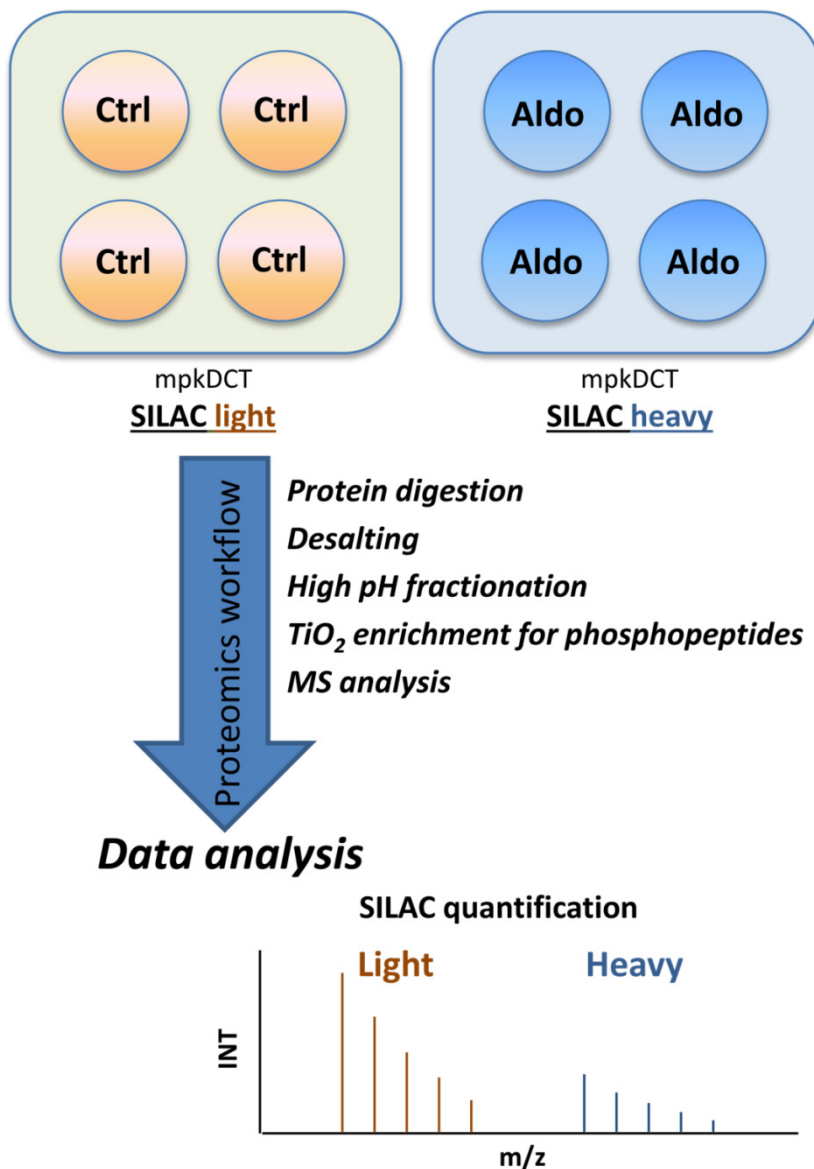 Ctrl Ctrl
Ctrl Ctrl
Aldo Aldo
Aldo Aldo
mpkDCT
SILAC light
mpkDCT
SILAC heavy
Proteomics workflow
Protein digestion
Desalting
High pH fractionation
TiO₂ enrichment for phosphopeptides
MS analysis
Data analysis
SILAC quantification
Light Heavy
INT
m/z